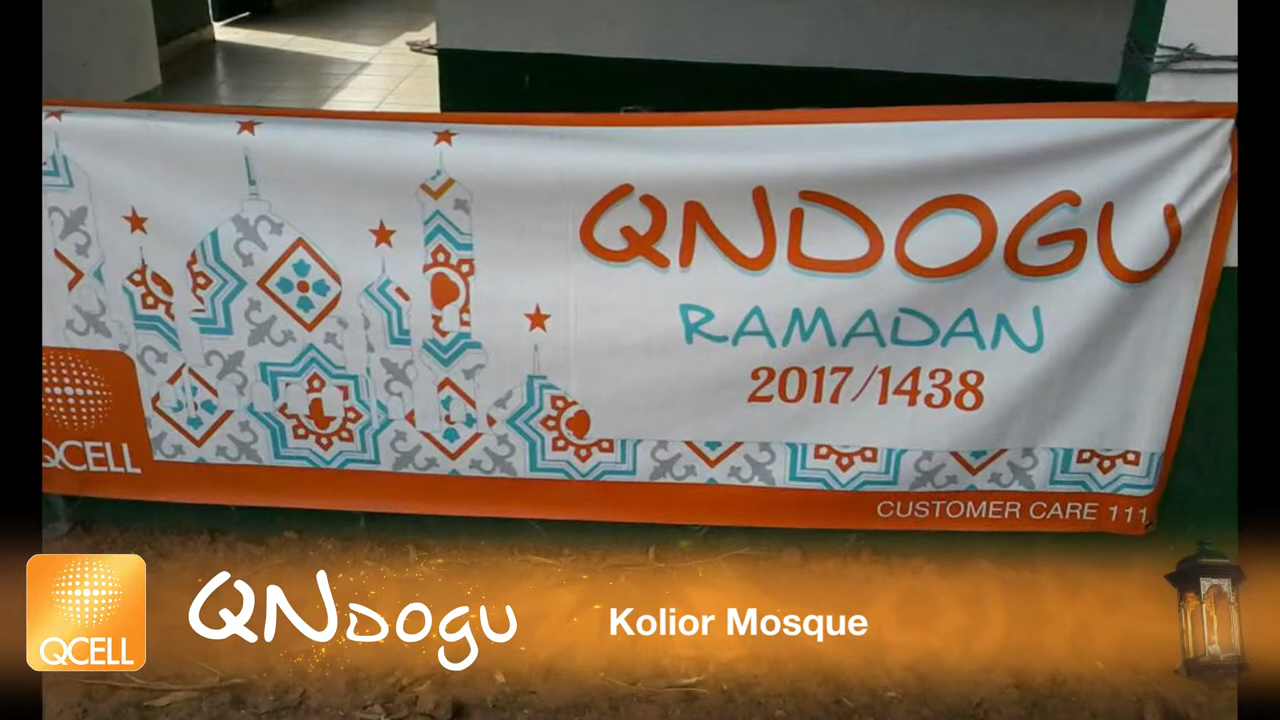 QNDOGU
RAMADAN
2017/1438
QCELL
CUSTOMER CARE 111
QCELL
QNDOGU
Kolior Mosque